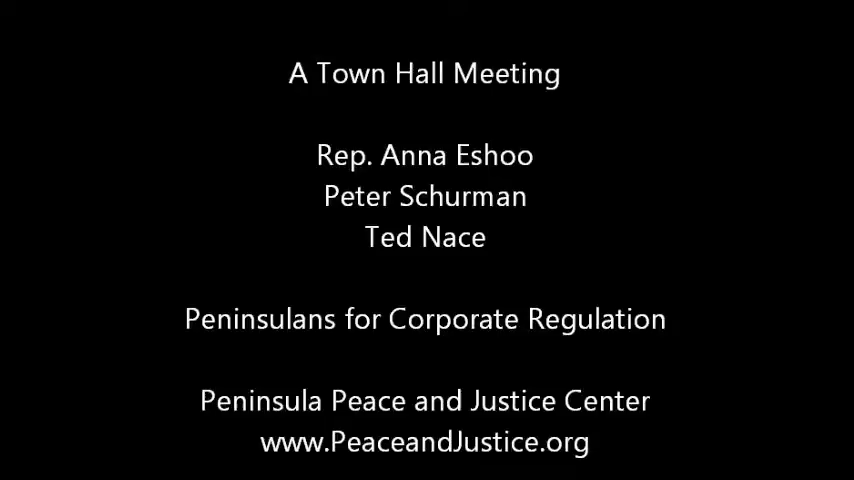 A Town Hall Meeting
Rep. Anna Eshoo
Peter Schurman
Ted Nace
Peninsulans for Corporate Regulation
Peninsula Peace and Justice Center
www.PeaceandJustice.org